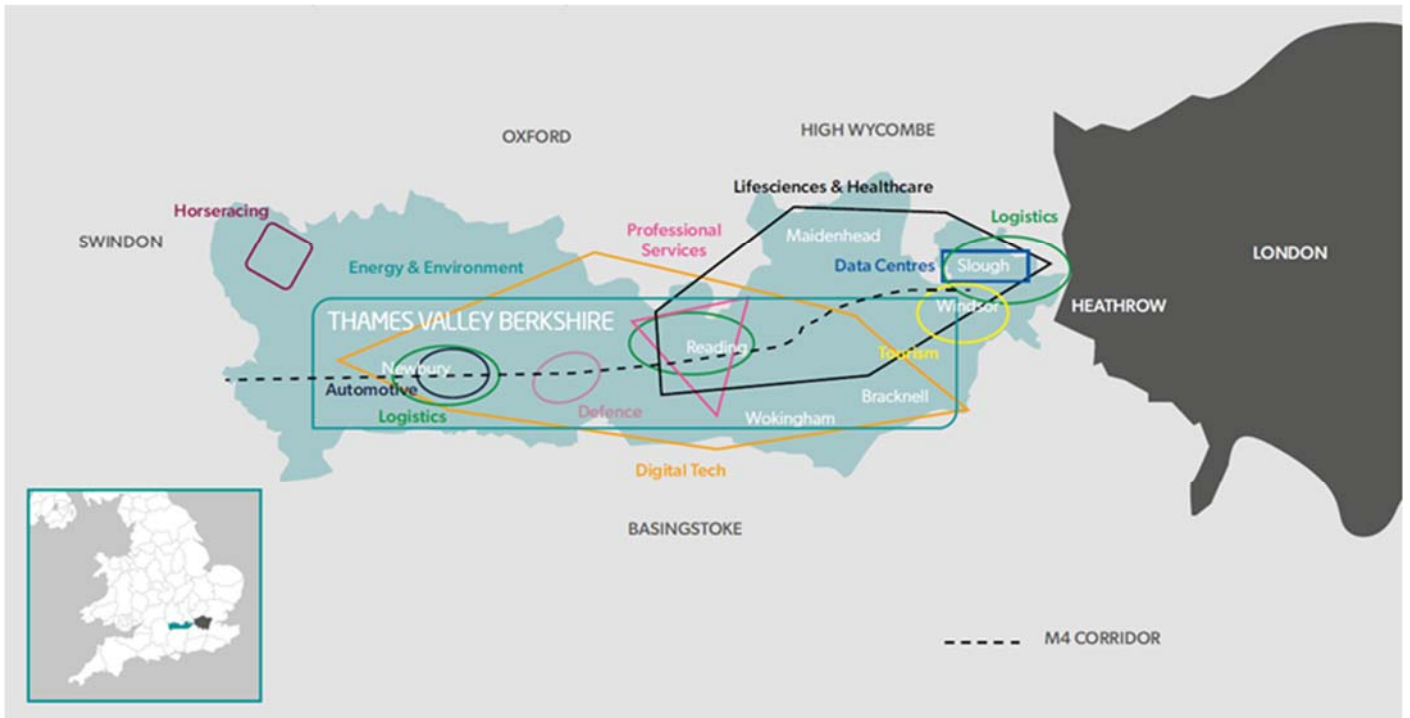 HIGH WYCOMBE
OXFORD
Lifesciences & Healthcare
Horseracing
Logistics
SWINDON
Professional
Services
Maidenhead
LONDON
Energy & Environment
Data Centres
Slough
HEATHROW
Windsor
THAMES VALLEY BERKSHIRE
Reading
Tourism
Newbury
Automotive
Bracknell
Logistics
Defence
Wokingham
Digital Tech
BASINGSTOKE
M4 CORRIDOR